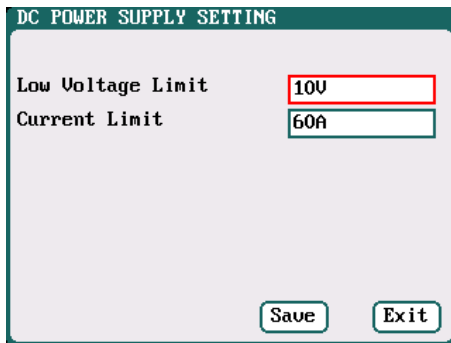 DC POWER SUPPLY SETTING
Low Voltage Limit 10V
Current Limit 60A
Save Exit